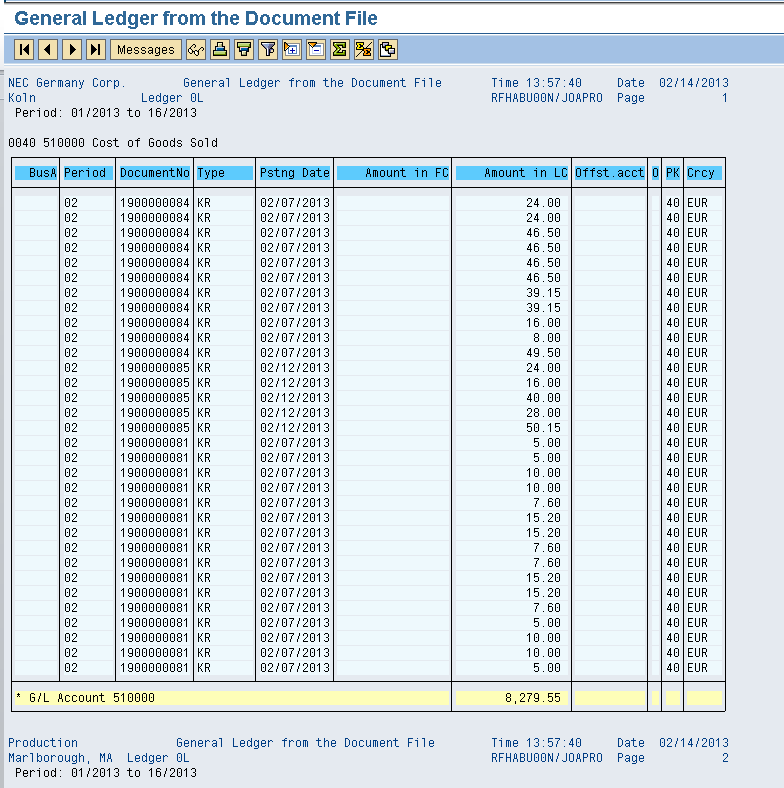 General Ledger from the Document File
Messages
NEC Germany Corp. General Ledger from the Document File Time 13:57:40 Date 02/14/2013
Koln Ledger 0L RFHABU00N/JOAPRO Page 1
Period: 01/2013 to 16/2013
0040 510000 Cost of Goods Sold
BusA Period DocumentNo Type Pstng Date Amount in FC Amount in LC Offst.acct O PK Crcy
02 1900000084 KR 02/07/2013 24.00 40 EUR
02 1900000084 KR 02/07/2013 24.00 40 EUR
02 1900000084 KR 02/07/2013 46.50 40 EUR
02 1900000084 KR 02/07/2013 46.50 40 EUR
02 1900000084 KR 02/07/2013 46.50 40 EUR
02 1900000084 KR 02/07/2013 46.50 40 EUR
02 1900000084 KR 02/07/2013 39.15 40 EUR
02 1900000084 KR 02/07/2013 39.15 40 EUR
02 1900000084 KR 02/07/2013 16.00 40 EUR
02 1900000084 KR 02/07/2013 8.00 40 EUR
02 1900000084 KR 02/07/2013 49.50 40 EUR
02 1900000085 KR 02/12/2013 24.00 40 EUR
02 1900000085 KR 02/12/2013 16.00 40 EUR
02 1900000085 KR 02/12/2013 40.00 40 EUR
02 1900000085 KR 02/12/2013 28.00 40 EUR
02 1900000085 KR 02/12/2013 50.15 40 EUR
02 1900000081 KR 02/07/2013 5.00 40 EUR
02 1900000081 KR 02/07/2013 5.00 40 EUR
02 1900000081 KR 02/07/2013 10.00 40 EUR
02 1900000081 KR 02/07/2013 10.00 40 EUR
02 1900000081 KR 02/07/2013 7.60 40 EUR
02 1900000081 KR 02/07/2013 15.20 40 EUR
02 1900000081 KR 02/07/2013 15.20 40 EUR
02 1900000081 KR 02/07/2013 7.60 40 EUR
02 1900000081 KR 02/07/2013 7.60 40 EUR
02 1900000081 KR 02/07/2013 15.20 40 EUR
02 1900000081 KR 02/07/2013 15.20 40 EUR
02 1900000081 KR 02/07/2013 7.60 40 EUR
02 1900000081 KR 02/07/2013 5.00 40 EUR
02 1900000081 KR 02/07/2013 10.00 40 EUR
02 1900000081 KR 02/07/2013 10.00 40 EUR
02 1900000081 KR 02/07/2013 5.00 40 EUR
* G/L Account 510000 8,279.55
Production General Ledger from the Document File Time 13:57:40 Date 02/14/2013
Marlborough, MA Ledger 0L RFHABU00N/JOAPRO Page 2
Period: 01/2013 to 16/2013